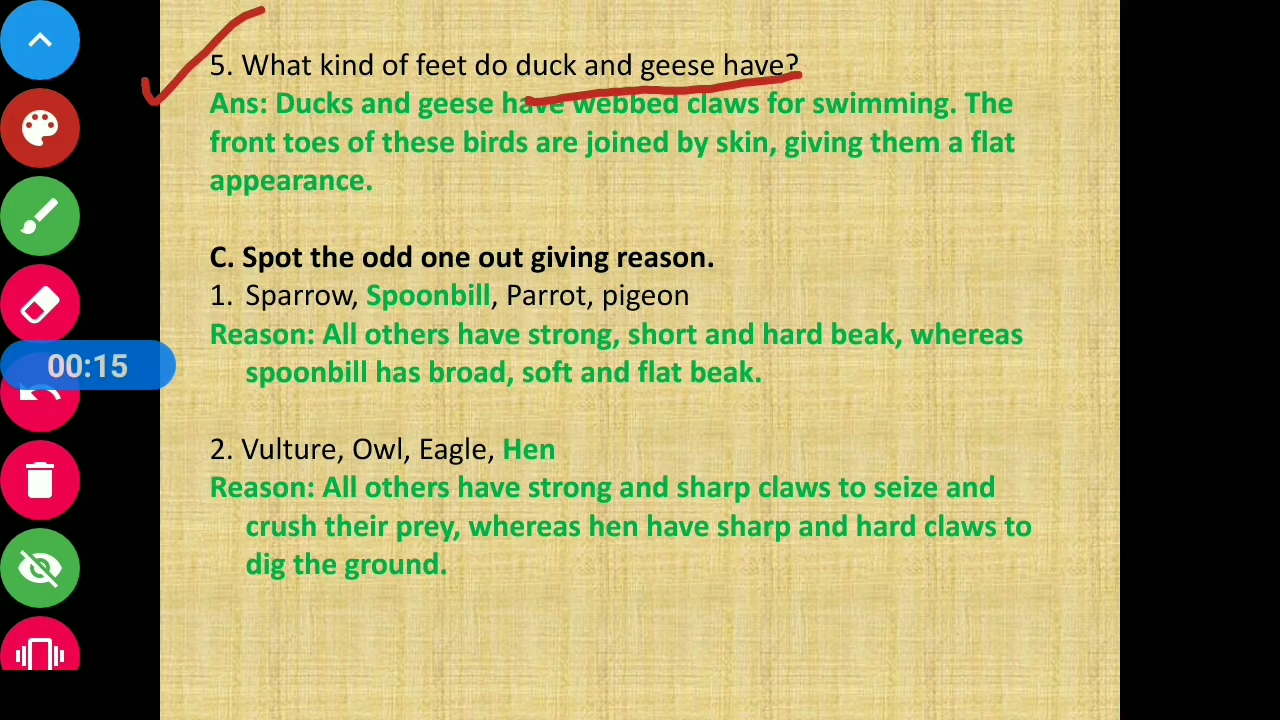 5. What kind of feet do duck and geese have?
Ans: Ducks and geese have webbed claws for swimming. The
front toes of these birds are joined by skin, giving them a flat
appearance.
C. Spot the odd one out giving reason.
1. Sparrow, Spoonbill, Parrot, pigeon
Reason: All others have strong, short and hard beak, whereas
spoonbill has broad, soft and flat beak.
00:15
2. Vulture, Owl, Eagle, Hen
Reason: All others have strong and sharp claws to seize and
crush their prey, whereas hen have sharp and hard claws to
dig the ground.